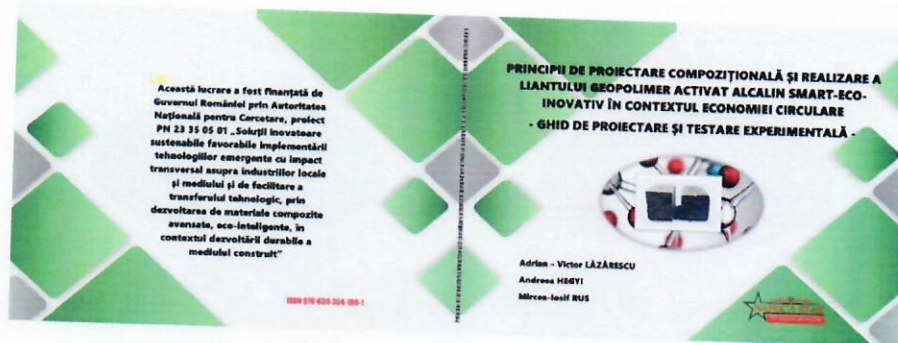 Această lucrare a fost finanțată de
Guvernul României prin Autoritatea
Națională pentru Cercetare, proiect
PN 23 35 05 01 „Soluții inovatoare
sustenabile favorabile implementării
tehnologiilor emergente cu impact
transversal asupra industriilor locale
și mediului și de facilitare a
transferului tehnologic, prin
dezvoltarea de materiale compozite
avansate, eco-inteligente, în
contextul dezvoltării durabile a
mediului construit”
PRINCIPII DE PROIECTARE COMPOZIȚIONALĂ ȘI REALIZARE A
LIANTULUI GEOPOLIMER ACTIVAT ALCALIN SMART-ECO-
INOVATIV ÎN CONTEXTUL ECONOMIEI CIRCULARE
- GHID DE PROIECTARE ȘI TESTARE EXPERIMENTALĂ -
Adrian – Victor LĂZĂRESCU
Andreea HEGYI
Mircea-Iosif RUS